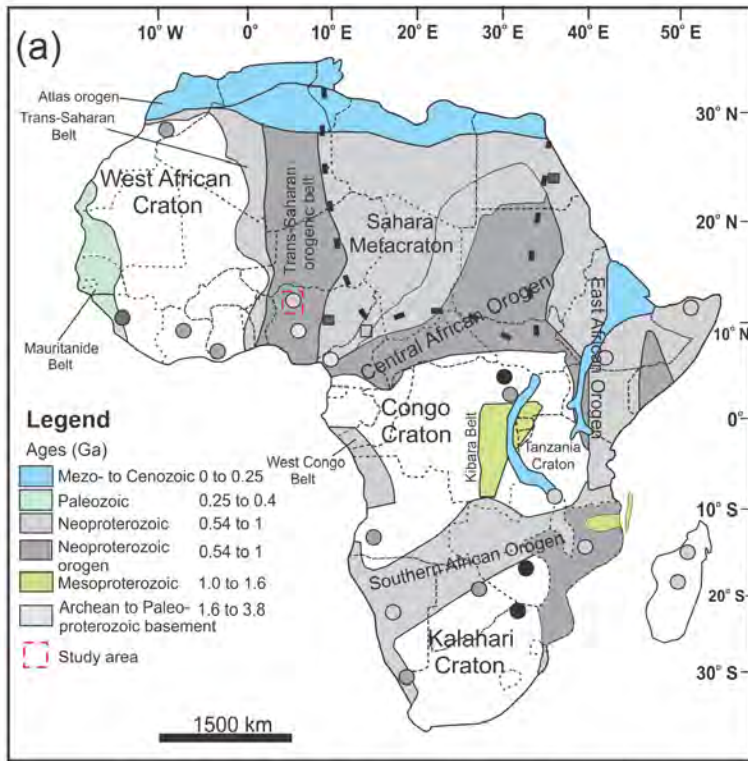 (a)
10° W
0°
10° E
20° E
30° E
40° E
50° E
Atlas orogen
Trans-Saharan
Belt
30° N
West African
Craton
Trans-Saharan
orogenic belt
Sahara
Metacraton
20° N
Mauritanide
Belt
Central African Orogen
East African Orogen
10° N
Legend
Ages (Ga)
Congo
Craton
Kibara Belt
Tanzania
Craton
0°
West Congo
Belt
Mezo- to Cenozoic 0 to 0.25
Paleozoic 0.25 to 0.4
Neoproterozoic 0.54 to 1
Neoproterozoic 0.54 to 1
orogen
Mesoproterozoic 1.0 to 1.6
Archean to Paleo- 1.6 to 3.8
proterozoic basement
Study area
10° S
Southern African Orogen
20° S
Kalahari
Craton
30° S
1500 km